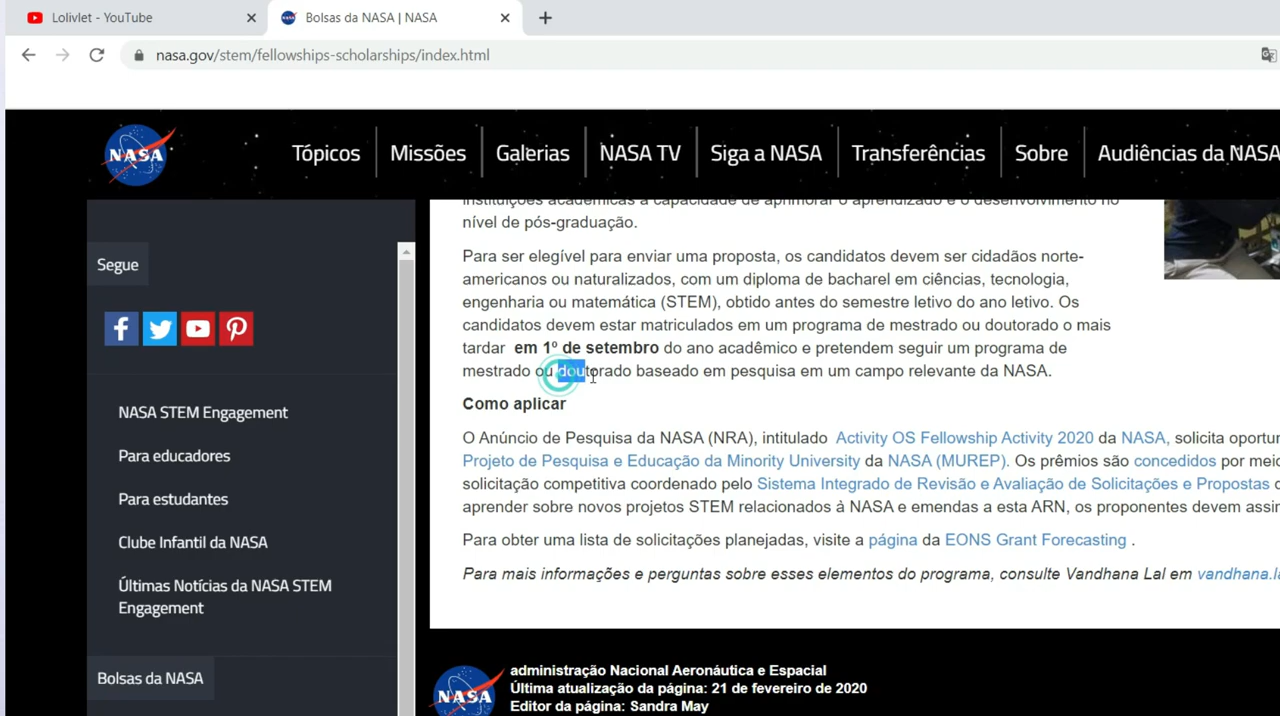 Lolivlet - YouTube
Bolsas da NASA | NASA
nasa.gov/stem/fellowships-scholarships/index.html
NASA
Tópicos
Missões
Galerias
NASA TV
Siga a NASA
Transferências
Sobre
Audiências da NASA
instituições acadêmicas a capacidade de aprimorar o aprendizado e o desenvolvimento no
nível de pós-graduação.
Para ser elegível para enviar uma proposta, os candidatos devem ser cidadãos norte-
americanos ou naturalizados, com um diploma de bacharel em ciências, tecnologia,
engenharia ou matemática (STEM), obtido antes do semestre letivo do ano letivo. Os
candidatos devem estar matriculados em um programa de mestrado ou doutorado o mais
tardar em 1º de setembro do ano acadêmico e pretendem seguir um programa de
mestrado ou doutorado baseado em pesquisa em um campo relevante da NASA.
Como aplicar
O Anúncio de Pesquisa da NASA (NRA), intitulado Activity OS Fellowship Activity 2020 da NASA, solicita
Projeto de Pesquisa e Educação da Minority University da NASA (MUREP). Os prêmios são concedidos por
solicitação competitiva coordenado pelo Sistema Integrado de Revisão e Avaliação de Solicitações e Propostas
aprender sobre novos projetos STEM relacionados à NASA e emendas a esta ARN, os proponentes devem
Para obter uma lista de solicitações planejadas, visite a página da EONS Grant Forecasting .
Para mais informações e perguntas sobre esses elementos do programa, consulte Vandhana Lal em
Segue
NASA STEM Engagement
Para educadores
Para estudantes
Clube Infantil da NASA
Últimas Notícias da NASA STEM
Engagement
Bolsas da NASA
NASA
administração Nacional Aeronáutica e Espacial
Última atualização da página: 21 de fevereiro de 2020
Editor da página: Sandra May